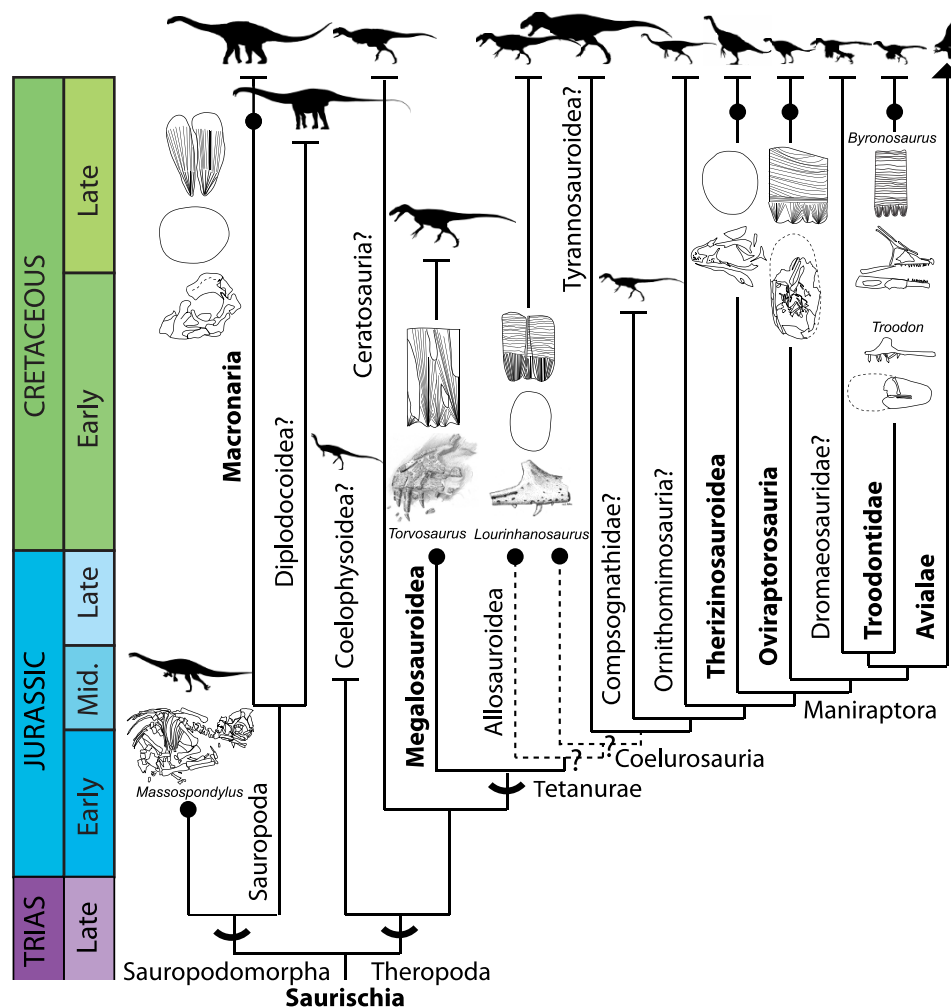 CRETACEOUS
Late
Early
JURASSIC
Late
Mid.
Early
TRIAS
Late
Macronaria
Diplodocoidea?
Massospondylus
Sauropoda
Coelophysoidea?
Ceratosauria?
Torvosaurus
Megalosauroidea
Lourinhanosaurus
Allosauroidea
Tyrannosauroidea?
Compsognathidae?
Ornithomimosauria?
Therizinosauroidea
Oviraptorosauria
Dromaeosauridae?
Byronosaurus
Troodon
Troodontidae
Avialae
Maniraptora
?
?
Coelurosauria
Tetanurae
Sauropodomorpha
Theropoda
Saurischia